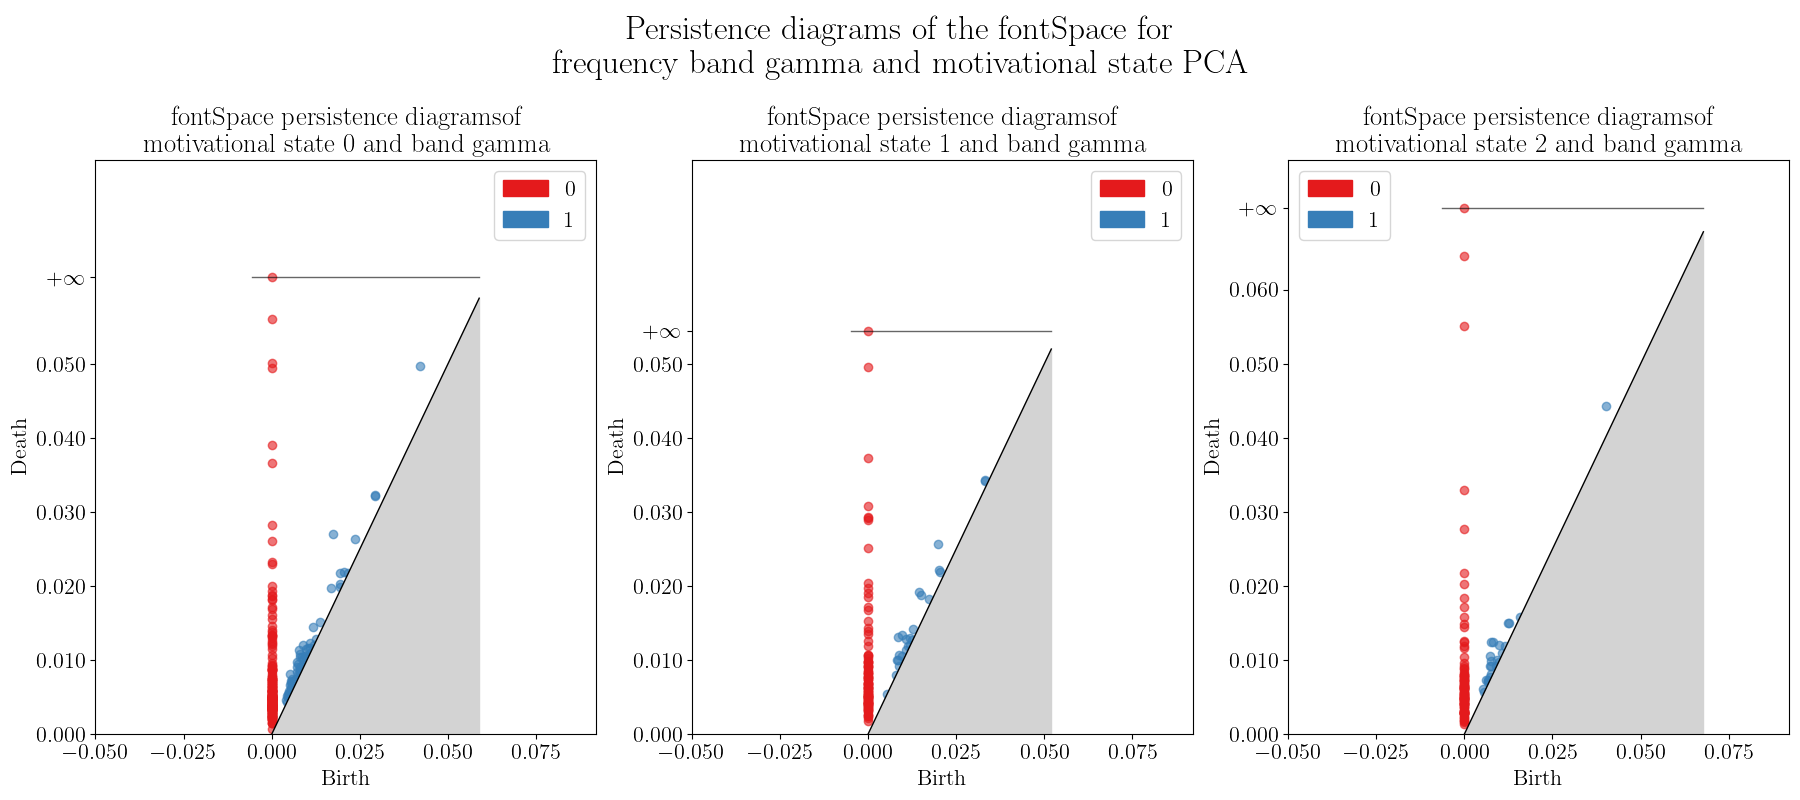 Persistence diagrams of the fontSpace for
frequency band gamma and motivational state PCA
fontSpace persistence diagramsof
motivational state 0 and band gamma
0
1
+∞
0.050
0.040
0.030
0.020
0.010
0.000
Death
−0.050 −0.025 0.000 0.025 0.050 0.075
Birth
fontSpace persistence diagramsof
motivational state 1 and band gamma
0
1
+∞
0.050
0.040
0.030
0.020
0.010
0.000
Death
−0.050 −0.025 0.000 0.025 0.050 0.075
Birth
fontSpace persistence diagramsof
motivational state 2 and band gamma
0
1
+∞
0.060
0.050
0.040
0.030
0.020
0.010
0.000
Death
−0.050 −0.025 0.000 0.025 0.050 0.075
Birth